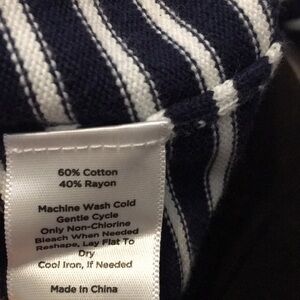 60% Cotton
40% Rayon
Machine Wash Cold
Gentle Cycle
Only Non-Chlorine
Bleach When Needed
Reshape, Lay Flat To
Dry
Cool Iron, If Needed
Made in China